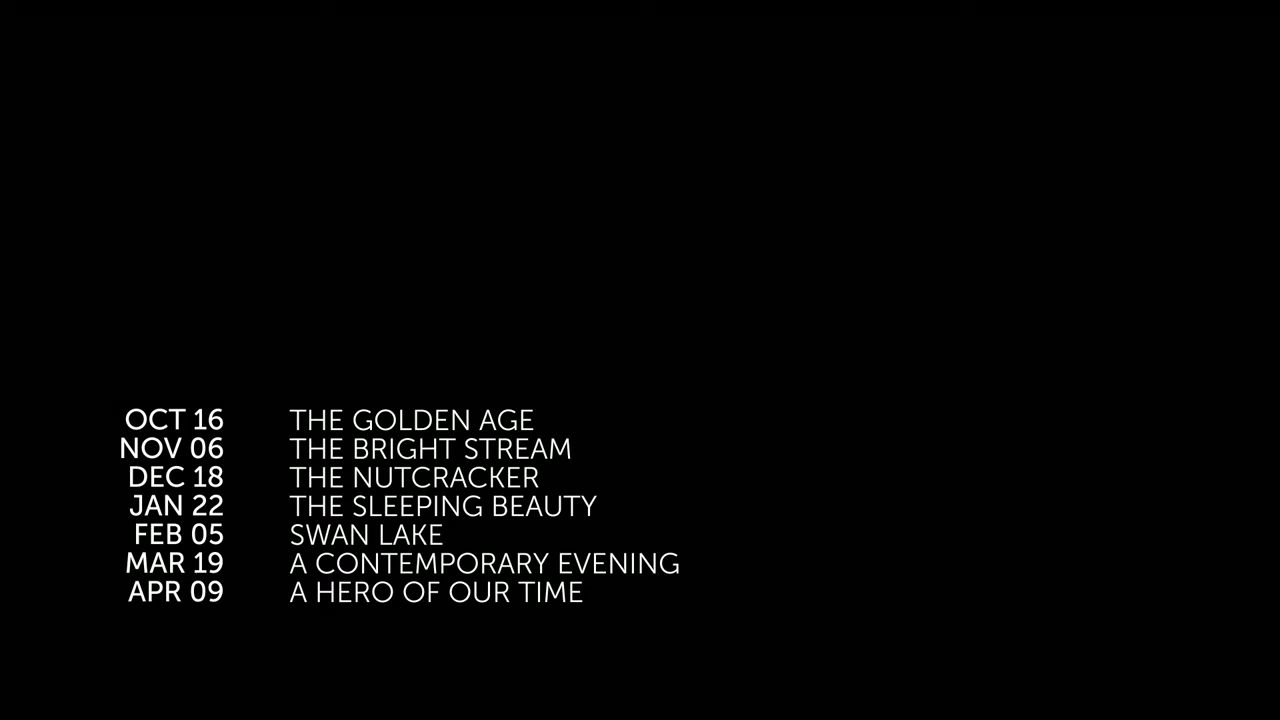 OCT 16 THE GOLDEN AGE
NOV 06 THE BRIGHT STREAM
DEC 18 THE NUTCRACKER
JAN 22 THE SLEEPING BEAUTY
FEB 05 SWAN LAKE
MAR 19 A CONTEMPORARY EVENING
APR 09 A HERO OF OUR TIME